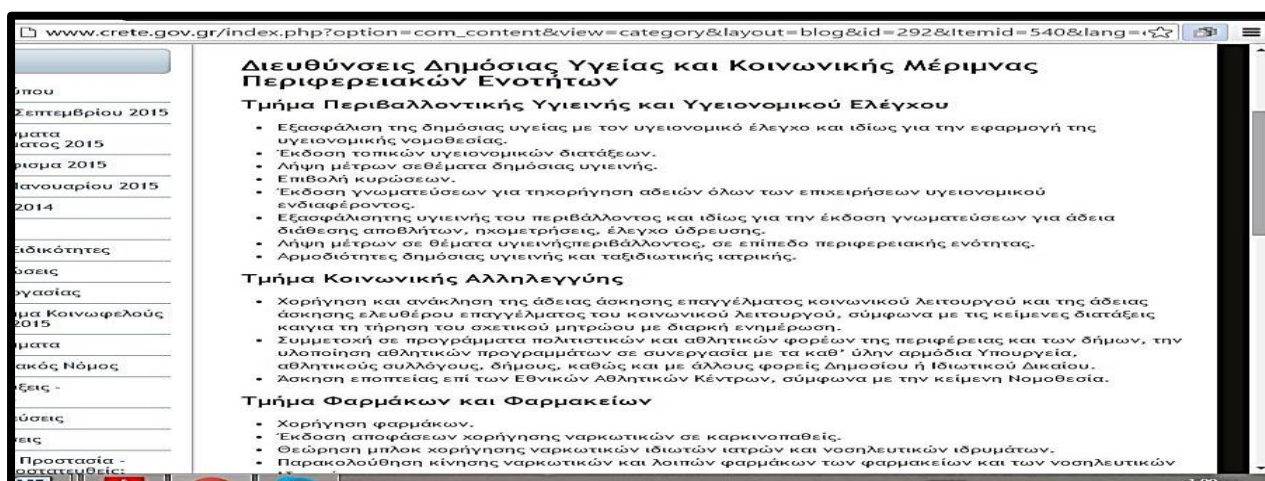 www.crete.gov.gr/index.php?option=com_content&view=category&layout=blog&id=292&Itemid=540&lang=
Διευθύνσεις Δημόσιας Υγείας και Κοινωνικής Μέριμνας
Περιφερειακών Ενοτήτων
Τμήμα Περιβαλλοντικής Υγιεινής και Υγειονομικού Ελέγχου
• Εξασφάλιση της δημόσιας υγείας με τον υγειονομικό έλεγχο και ιδίως για την εφαρμογή της
υγειονομικής νομοθεσίας.
• Έκδοση τοπικών υγειονομικών διατάξεων.
• Λήψη μέτρων σεθέματα δημόσιας υγιεινής.
• Επιβολή κυρώσεων.
• Έκδοση γνωματεύσεων για τηχορήγηση αδειών όλων των επιχειρήσεων υγειονομικού
ενδιαφέροντος.
• Εξασφάλισητης υγιεινής του περιβάλλοντος και ιδίως για την έκδοση γνωματεύσεων για άδεια
διάθεσης αποβλήτων, ηχομετρήσεις, έλεγχο ύδρευσης.
• Λήψη μέτρων σε θέματα υγιεινήςπεριβάλλοντος, σε επίπεδο περιφερειακής ενότητας.
• Αρμοδιότητες δημόσιας υγιεινής και ταξιδιωτικής ιατρικής.
Τμήμα Κοινωνικής Αλληλεγγύης
• Χορήγηση και ανάκληση της άδειας άσκησης επαγγέλματος κοινωνικού λειτουργού και της άδειας
άσκησης ελευθέρου επαγγέλματος του κοινωνικού λειτουργού, σύμφωνα με τις κείμενες διατάξεις
καιγια τη τήρηση του σχετικού μητρώου με διαρκή ενημέρωση.
• Συμμετοχή σε προγράμματα πολιτιστικών και αθλητικών φορέων της περιφέρειας και των δήμων, την
υλοποίηση αθλητικών προγραμμάτων σε συνεργασία με τα καθ' ύλην αρμόδια Υπουργεία,
αθλητικούς συλλόγους, δήμους, καθώς και με άλλους φορείς Δημοσίου ή Ιδιωτικού Δικαίου.
• Άσκηση εποπτείας επί των Εθνικών Αθλητικών Κέντρων, σύμφωνα με την κείμενη Νομοθεσία.
Τμήμα Φαρμάκων και Φαρμακείων
• Χορήγηση φαρμάκων.
• Έκδοση αποφάσεων χορήγησης ναρκωτικών σε καρκινοπαθείς.
• Θεώρηση μπλοκ χορήγησης ναρκωτικών ιδιωτών ιατρών και νοσηλευτικών ιδρυμάτων.
• Παρακολούθηση κίνησης ναρκωτικών και λοιπών φαρμάκων των φαρμακείων και των νοσηλευτικών
Σεπτεμβρίου 2015
2015
2015
Ιανουαρίου 2015
2014
Ειδικότητες
Κοινωφελούς
2015
Νόμος
Προστασία -